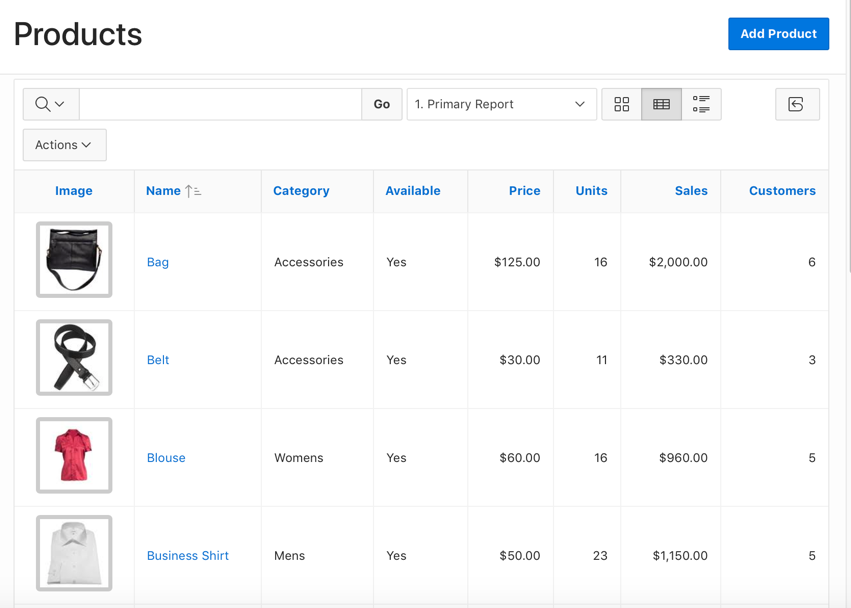 Products
Add Product
Go
1. Primary Report
Actions
Image Name Category Available Price Units Sales Customers
Bag Accessories Yes $125.00 16 $2,000.00 6
Belt Accessories Yes $30.00 11 $330.00 3
Blouse Womens Yes $60.00 16 $960.00 5
Business Shirt Mens Yes $50.00 23 $1,150.00 5